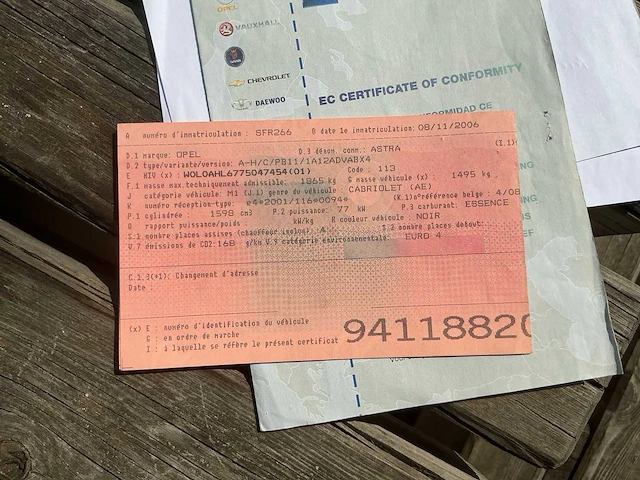 OPEL
VAUXHALL
CHEVROLET
DAEWOO
EC CERTIFICATE OF CONFORMITY
A numéro d'immatriculation : SFR266 D date 1e immatriculation: 08/11/2006
(I.1)
D.1 marque: OPEL D.3 dénom. comm.: ASTRA
D.2 type/variante/version: A-H/C/PB11/1A12ADVABX4
E NIV (x) : WOLOAHL6775047454(01) Code : 113
F.1 masse max.techniquement admissible: 1865 kg G masse véhicule (x): 1495 kg
J catégorie véhicule: M1 (J.1) genre du véhicule CABRIOLET (AE)
K numéro réception-type: e4*2001/116*0094* (K.1)n°Préférence belge : 4/08
P.1 cylindrée : 1598 cm3 P.2 puissance: 77 kW P.3 carburant: ESSENCE
Q rapport puissance/poids kW/kg R couleur véhicule : NOIR
S.1 nombre places assises (chauffeur inclus): 4 S.2 nombre places debout:
V.7 émissions de CO2: 168 g/km V.9 catégorie environnementale: EURO 4
C.1.3(+1): Changement d'adresse
Date :
(x) E : numéro d'identification du véhicule
G : en ordre de marche
I : à laquelle se réfère le présent certificat
94118820